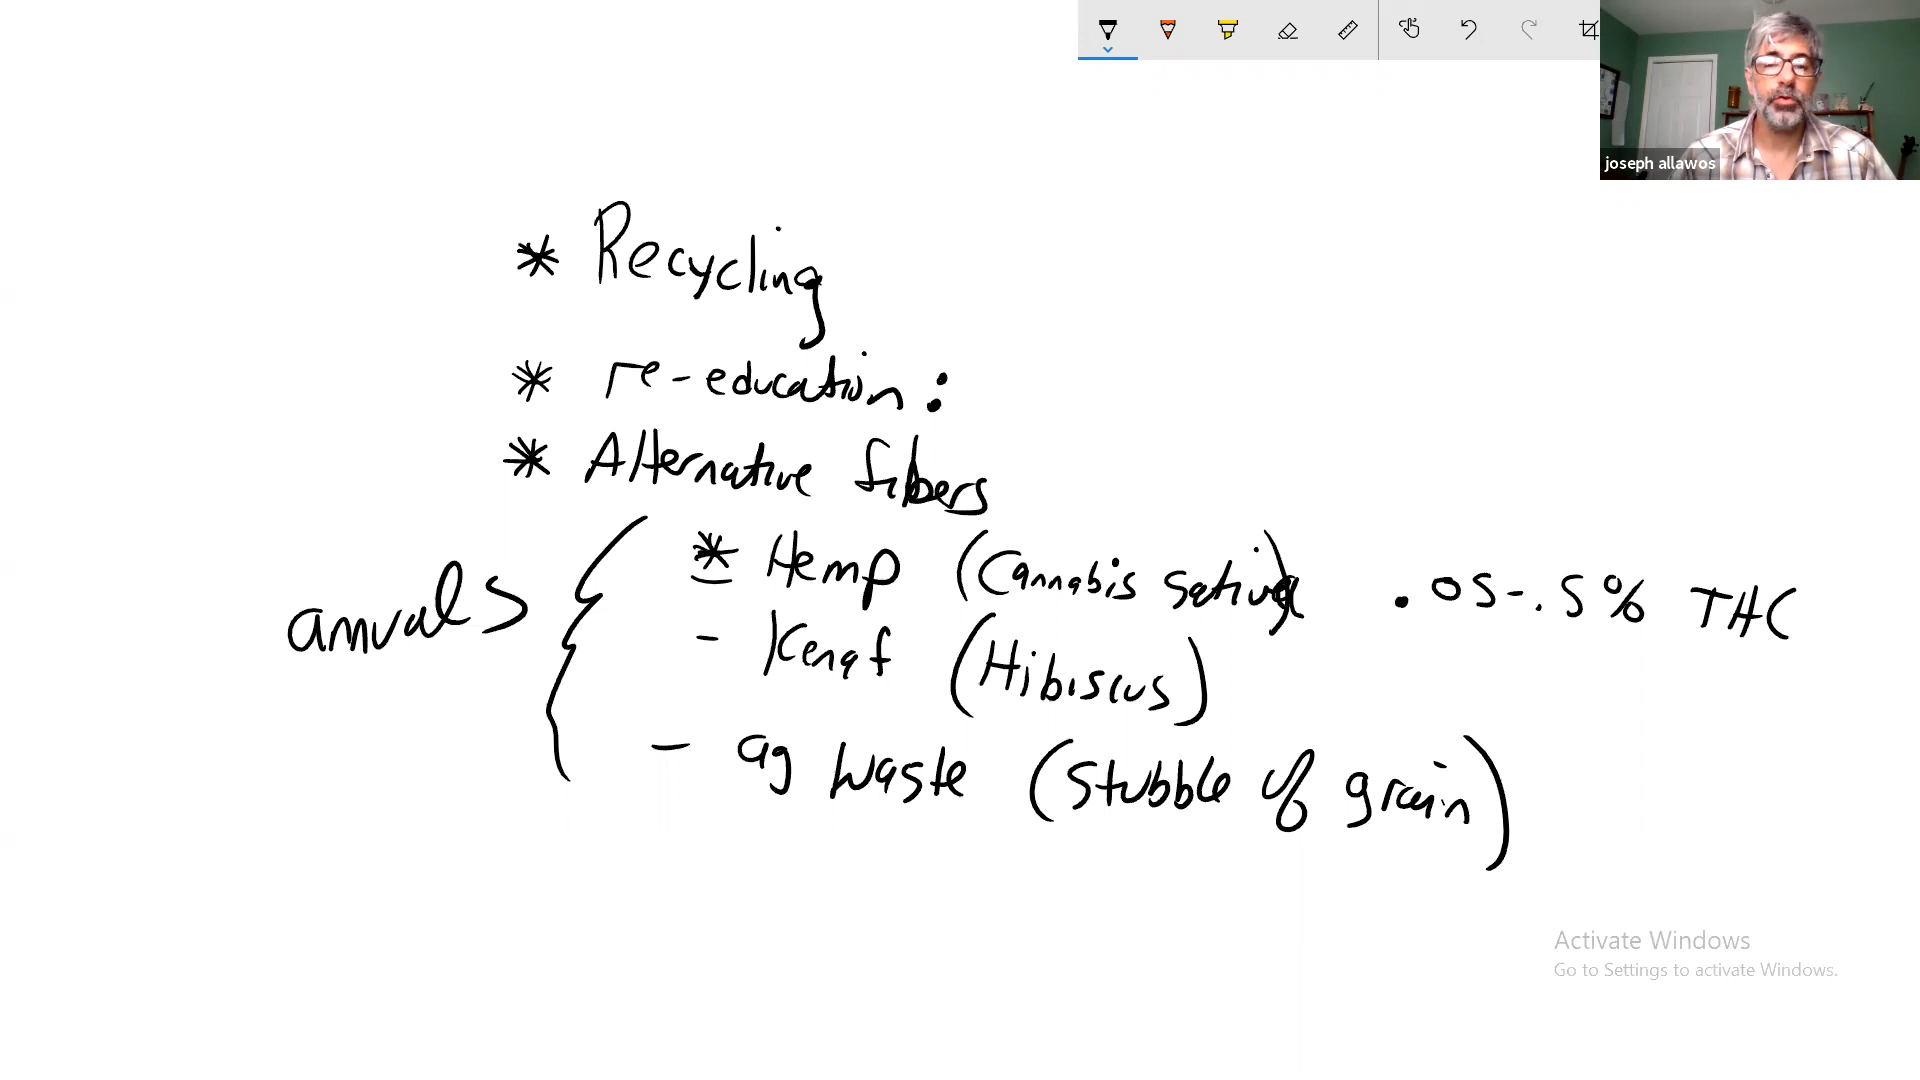 joseph allawos
* Recycling
* re-education:
* Alternative fibers
annuals
* Hemp (Cannabis sativa) .05-.5% THC
- Kenaf (Hibiscus)
- ag waste (stubble of grain)
Activate Windows
Go to Settings to activate Windows.